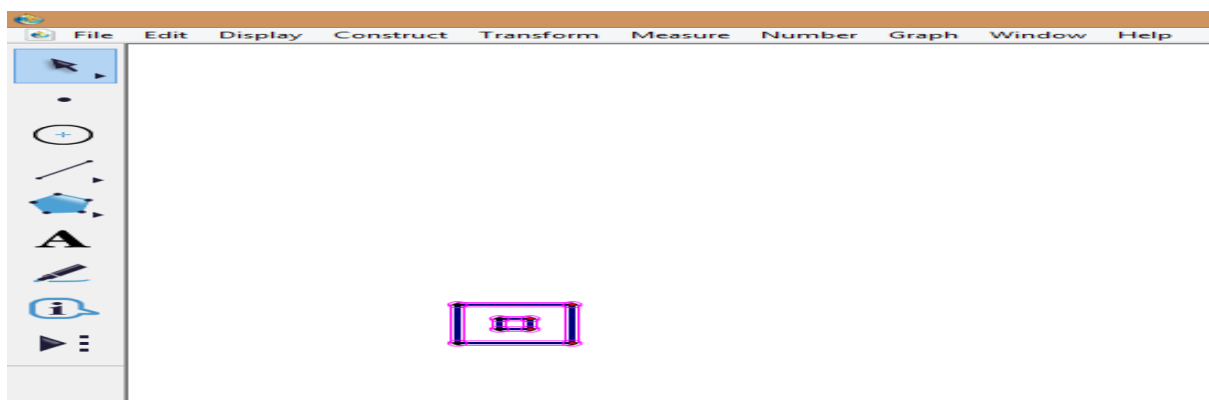 File Edit Display Construct Transform Measure Number Graph Window Help
A
i